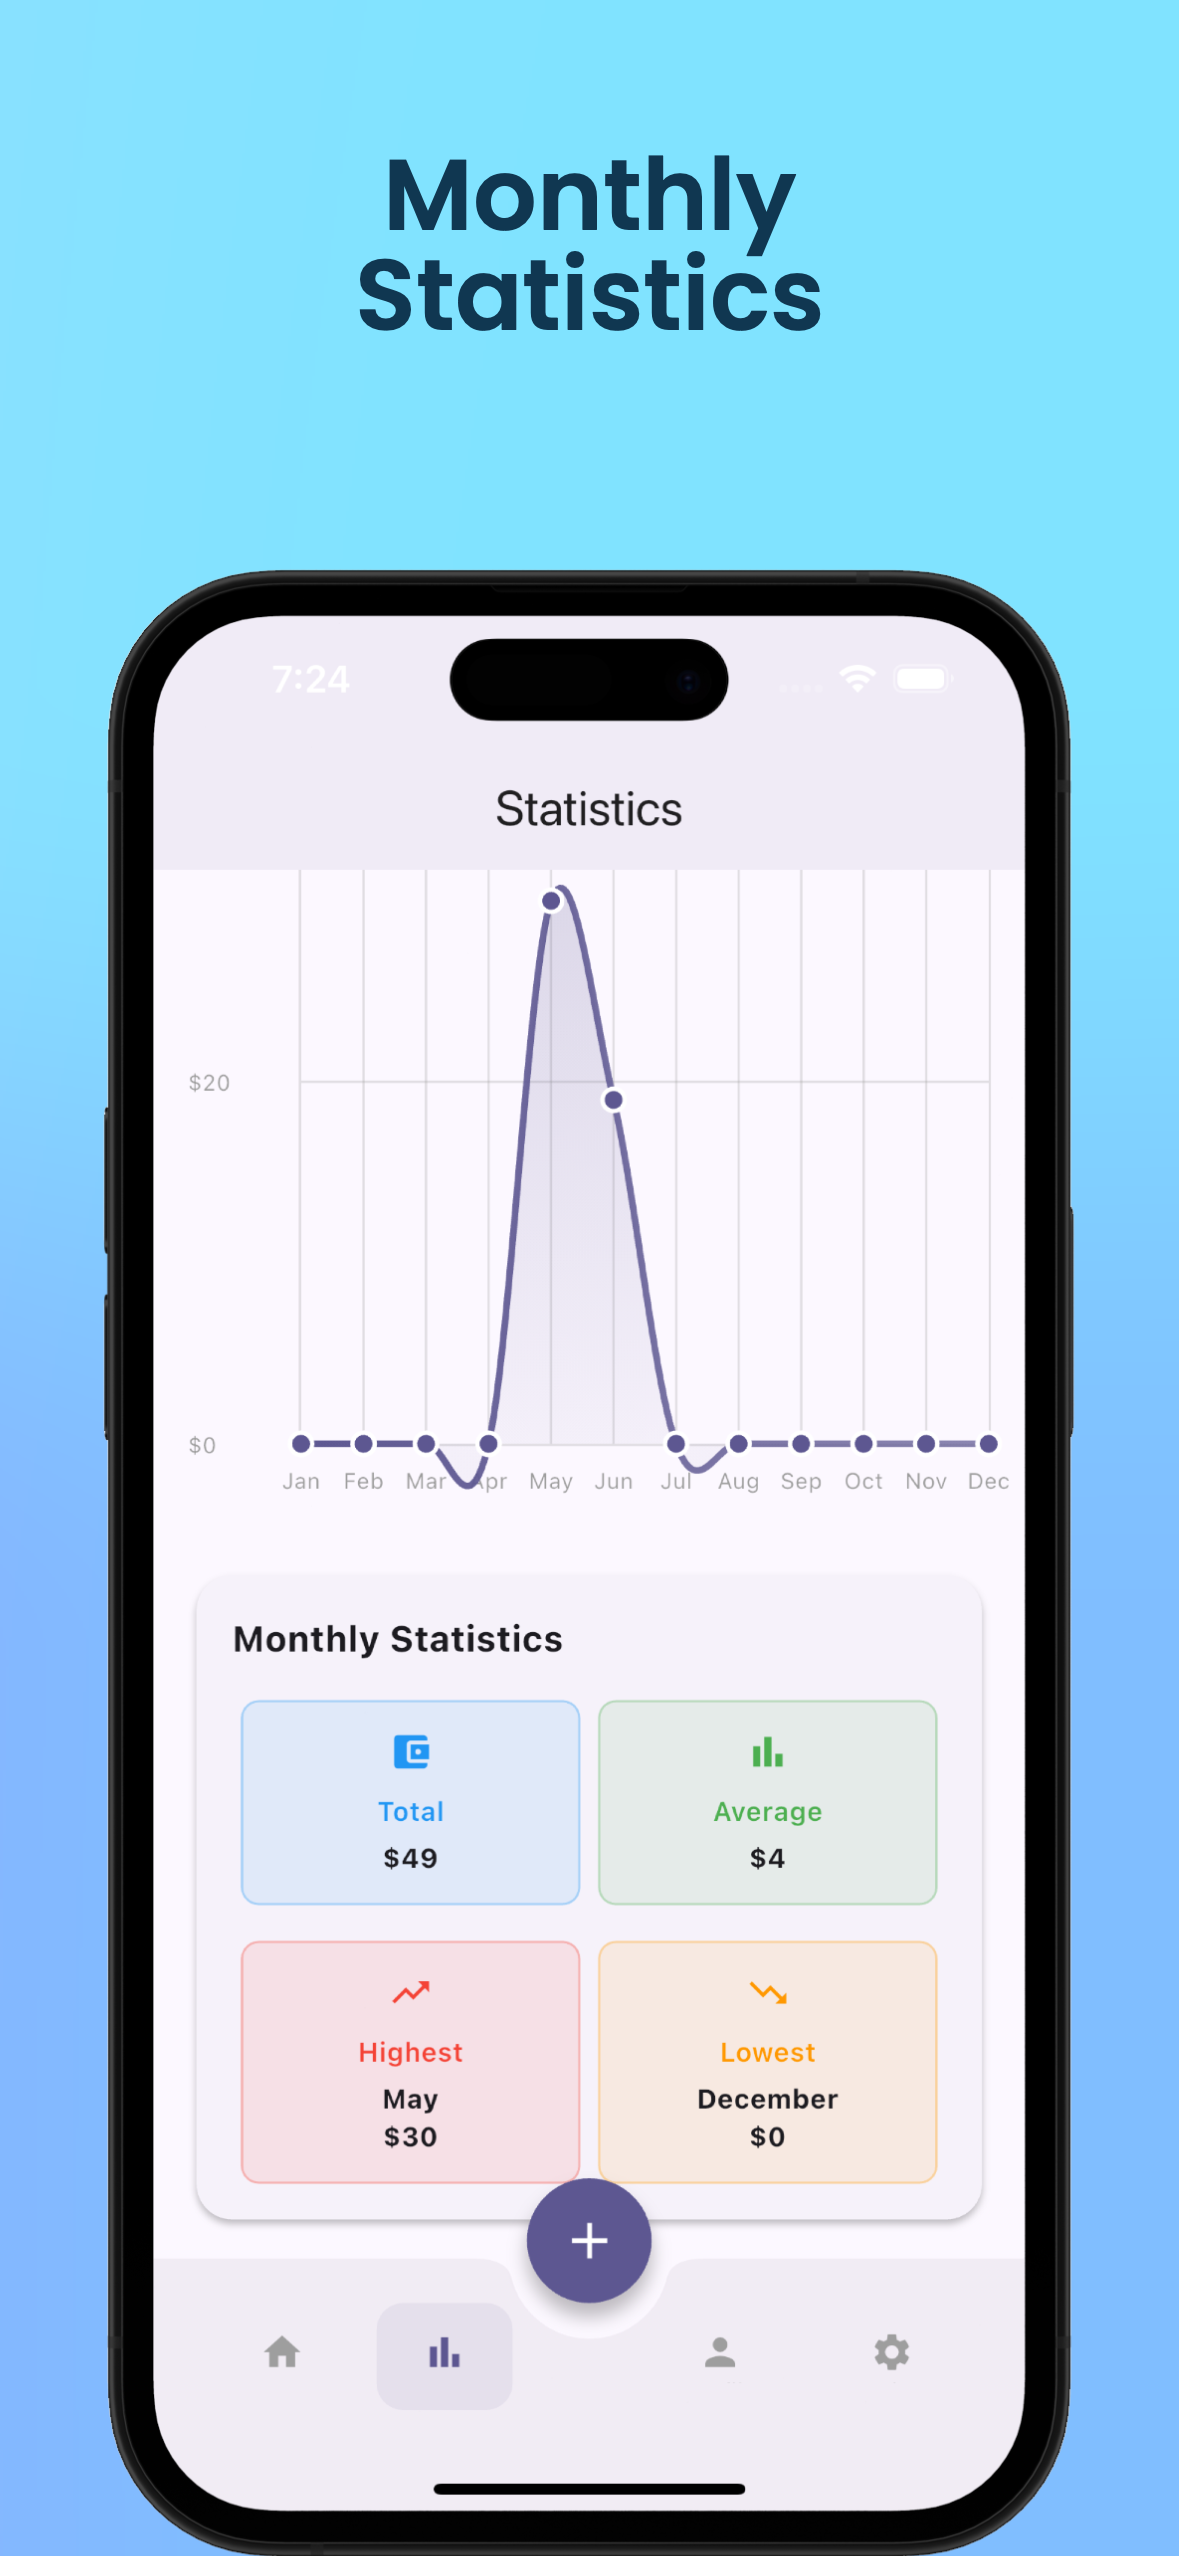 Monthly
Statistics
7:24
Statistics
$20
$0
Jan Feb Mar Apr May Jun Jul Aug Sep Oct Nov Dec
Monthly Statistics
Total
$49
Average
$4
Highest
May
$30
Lowest
December
$0